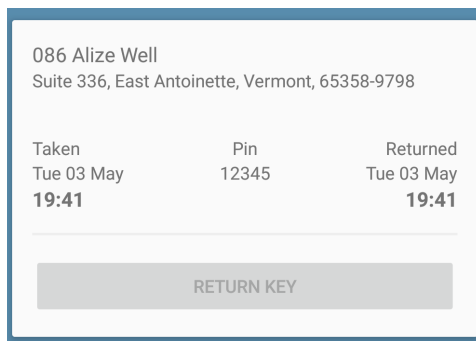 086 Alize Well
Suite 336, East Antoinette, Vermont, 65358-9798
Taken Pin Returned
Tue 03 May 12345 Tue 03 May
19:41 19:41
RETURN KEY